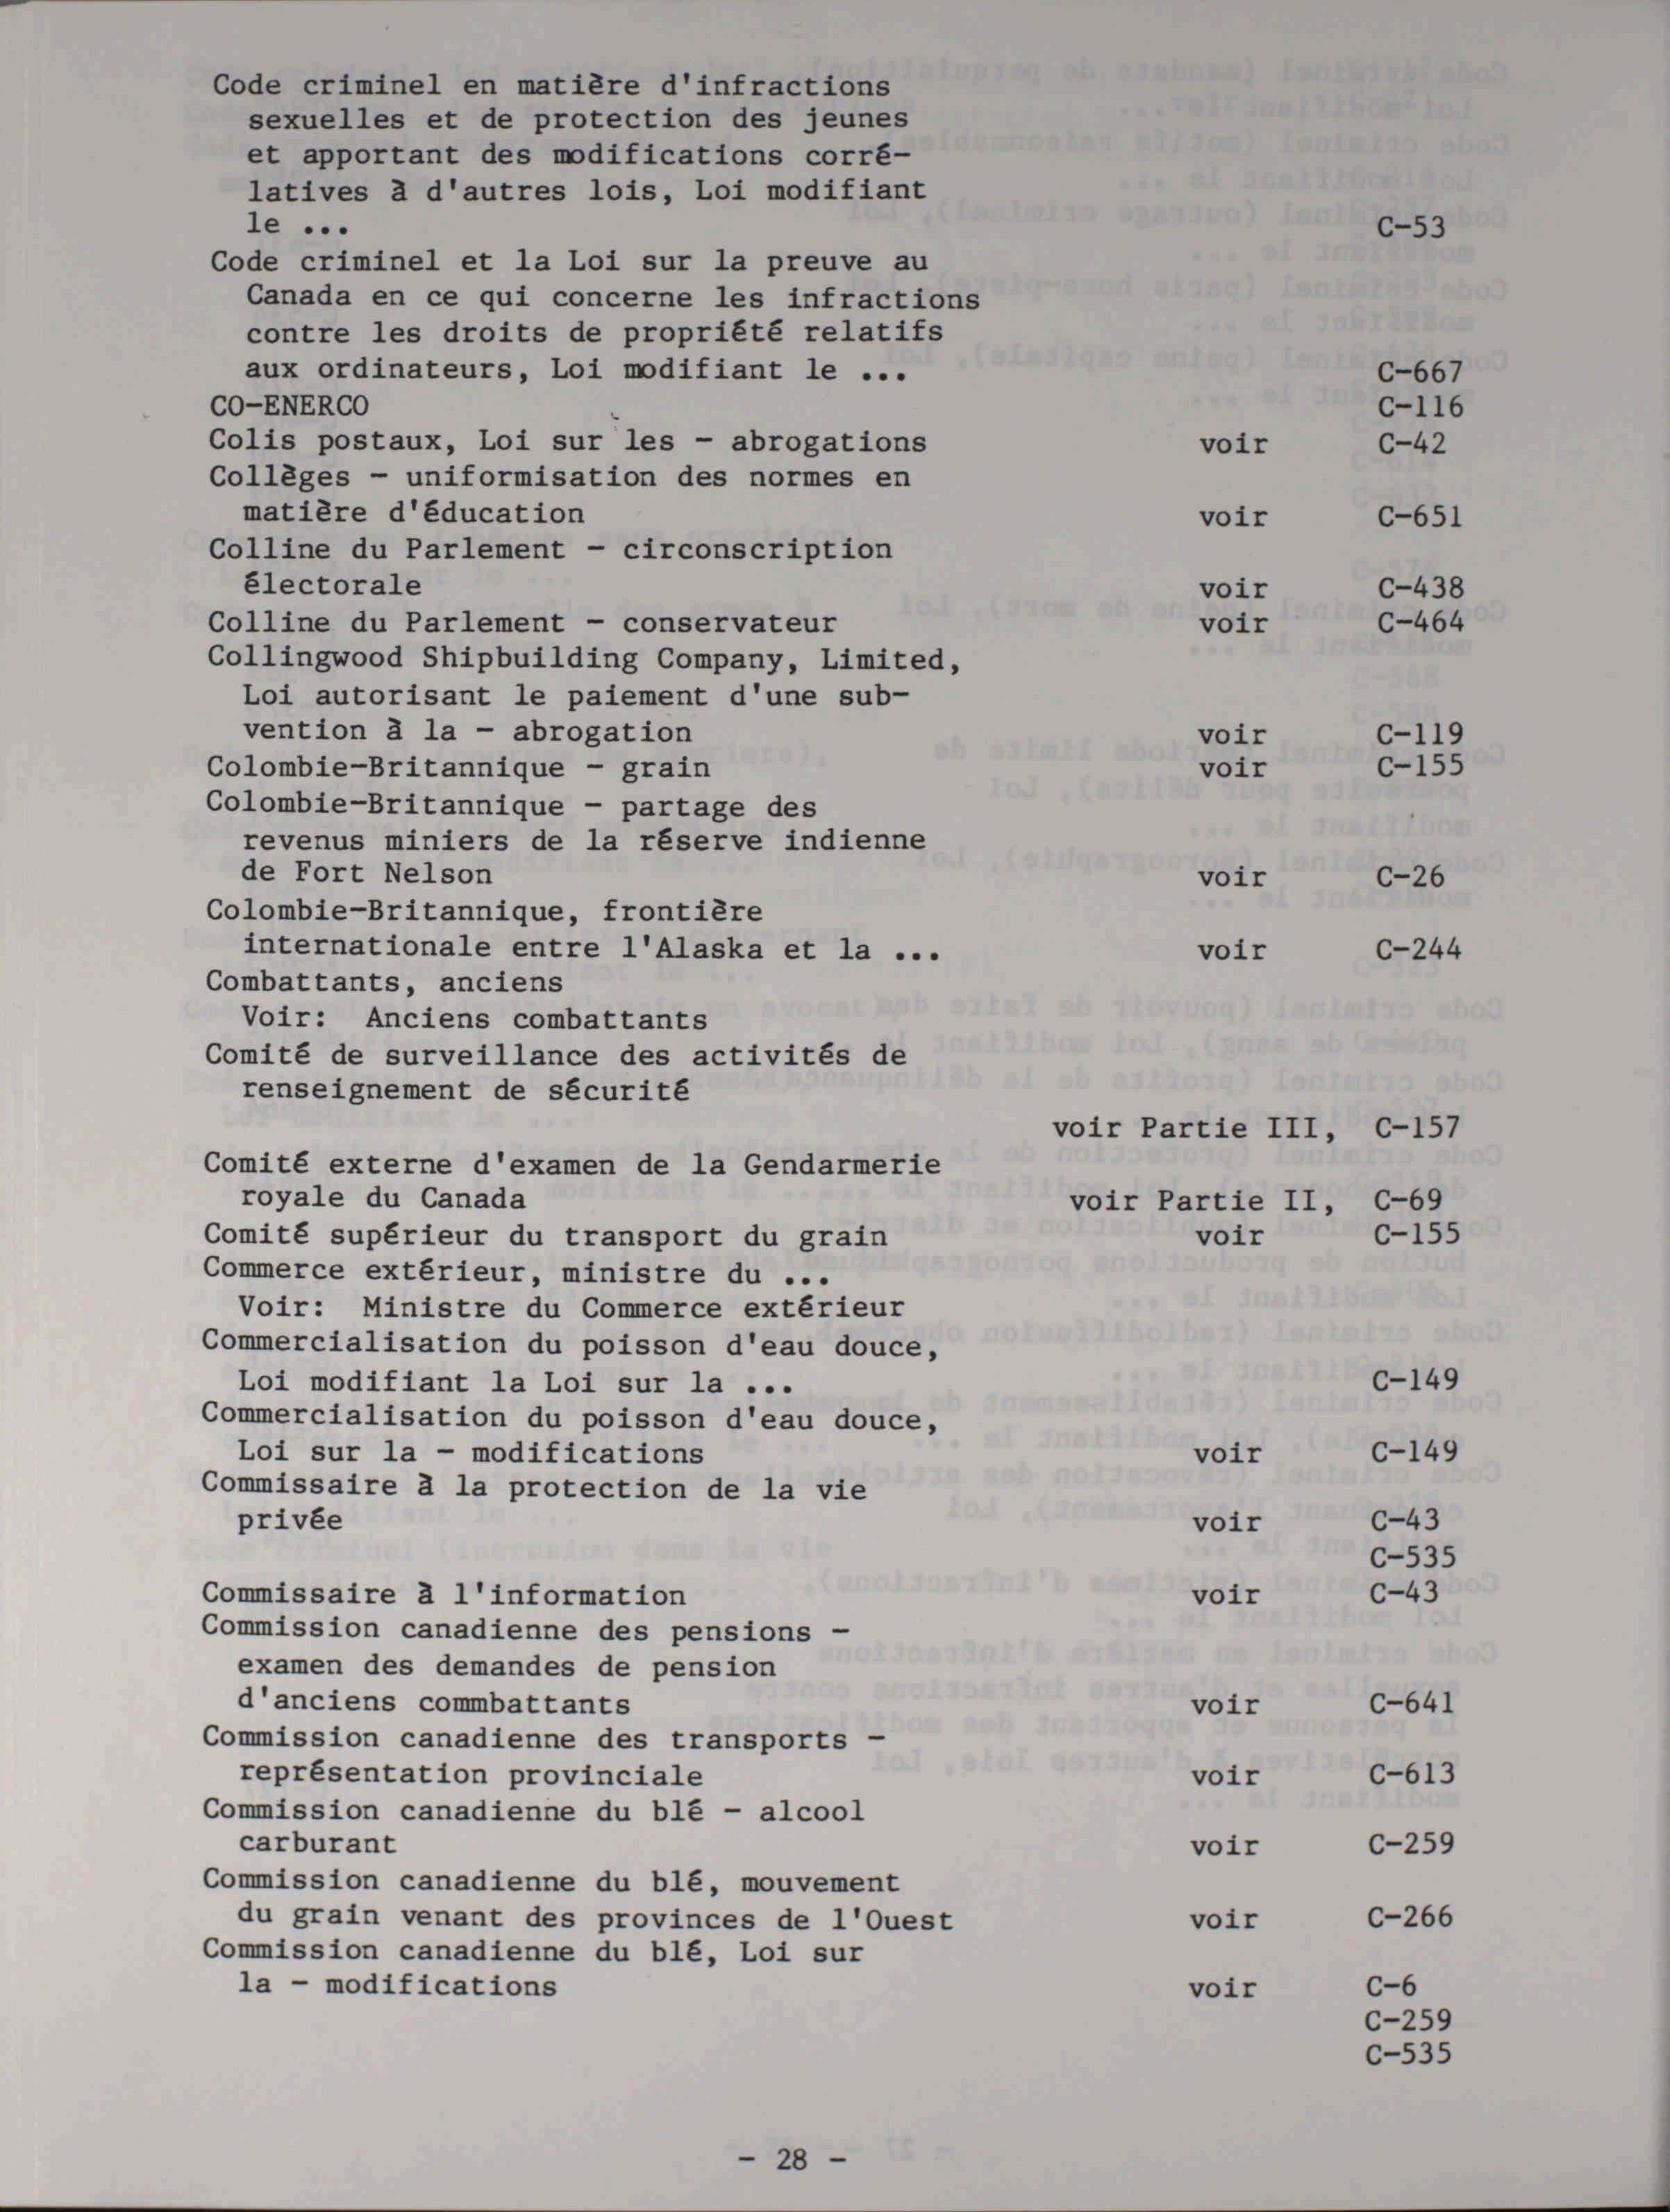 Code criminel en matière d'infractions
sexuelles et de protection des jeunes
et apportant des modifications corré-
latives à d'autres lois, Loi modifiant
le ... C-53
Code criminel et la Loi sur la preuve au
Canada en ce qui concerne les infractions
contre les droits de propriété relatifs
aux ordinateurs, Loi modifiant le ... C-667
CO-ENERCO C-116
Colis postaux, Loi sur les - abrogations voir C-42
Collèges - uniformisation des normes en
matière d'éducation voir C-651
Colline du Parlement - circonscription
électorale voir C-438
Colline du Parlement - conservateur voir C-464
Collingwood Shipbuilding Company, Limited,
Loi autorisant le paiement d'une sub-
vention à la - abrogation voir C-119
Colombie-Britannique - grain voir C-155
Colombie-Britannique - partage des
revenus miniers de la réserve indienne
de Fort Nelson voir C-26
Colombie-Britannique, frontière
internationale entre l'Alaska et la ... voir C-244
Combattants, anciens
Voir: Anciens combattants
Comité de surveillance des activités de
renseignement de sécurité
voir Partie III, C-157
Comité externe d'examen de la Gendarmerie
royale du Canada voir Partie II, C-69
Comité supérieur du transport du grain voir C-155
Commerce extérieur, ministre du ...
Voir: Ministre du Commerce extérieur
Commercialisation du poisson d'eau douce,
Loi modifiant la Loi sur la ... C-149
Commercialisation du poisson d'eau douce,
Loi sur la - modifications voir C-149
Commissaire à la protection de la vie
privée voir C-43
C-535
Commissaire à l'information voir C-43
Commission canadienne des pensions -
examen des demandes de pension
d'anciens commbattants voir C-641
Commission canadienne des transports -
représentation provinciale voir C-613
Commission canadienne du blé - alcool
carburant voir C-259
Commission canadienne du blé, mouvement
du grain venant des provinces de l'Ouest voir C-266
Commission canadienne du blé, Loi sur
la - modifications voir C-6
C-259
C-535
- 28 -